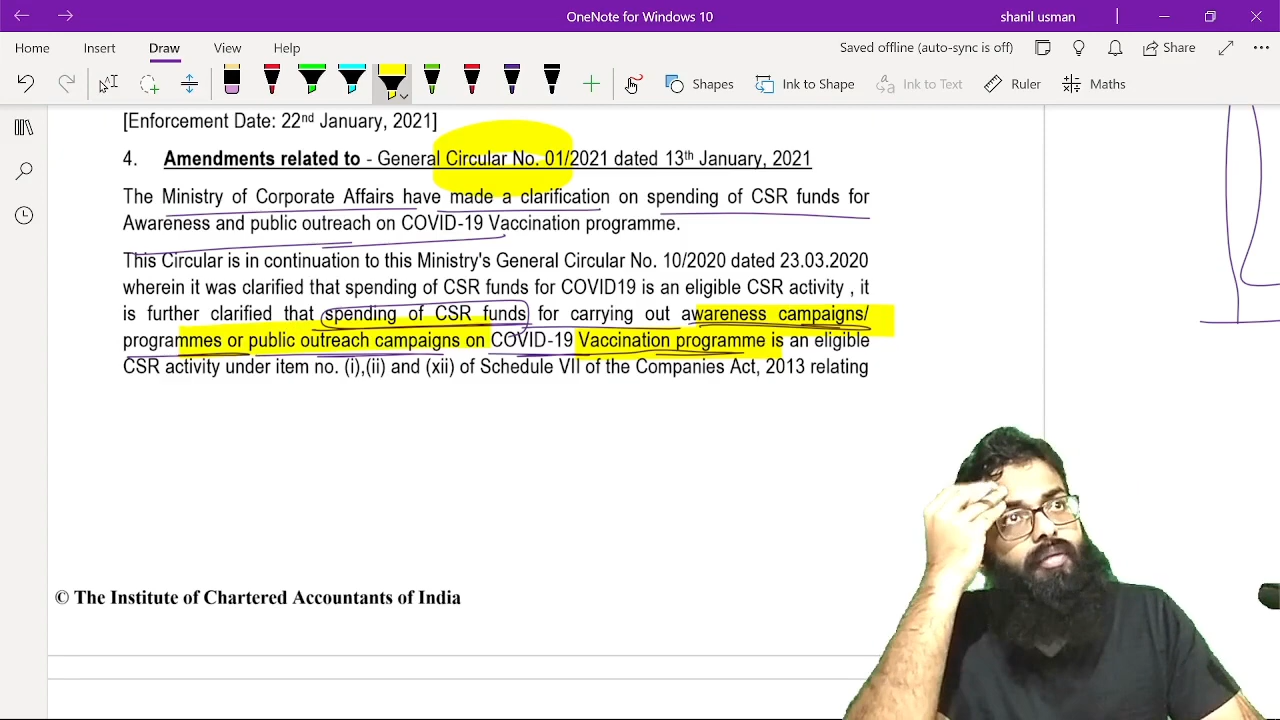 OneNote for Windows 10
shanil usman
Home Insert Draw View Help
Saved offline (auto-sync is off)
Share
Shapes Ink to Shape Ink to Text Ruler Maths
[Enforcement Date: 22nd January, 2021]
4. Amendments related to - General Circular No. 01/2021 dated 13th January, 2021
The Ministry of Corporate Affairs have made a clarification on spending of CSR funds for
Awareness and public outreach on COVID-19 Vaccination programme.
This Circular is in continuation to this Ministry's General Circular No. 10/2020 dated 23.03.2020
wherein it was clarified that spending of CSR funds for COVID19 is an eligible CSR activity , it
is further clarified that spending of CSR funds for carrying out awareness campaigns/
programmes or public outreach campaigns on COVID-19 Vaccination programme is an eligible
CSR activity under item no. (i),(ii) and (xii) of Schedule VII of the Companies Act, 2013 relating
© The Institute of Chartered Accountants of India